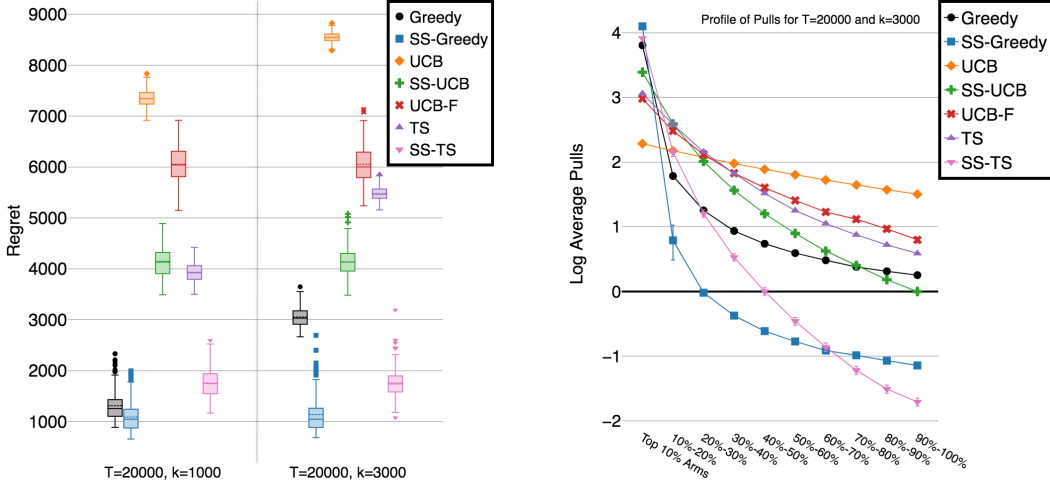 9000
8000
7000
6000
5000
4000
3000
2000
1000
Regret
T=20000, k=1000
T=20000, k=3000
Greedy
SS-Greedy
UCB
SS-UCB
UCB-F
TS
SS-TS
Profile of Pulls for T=20000 and k=3000
4
3
2
1
0
−1
−2
Log Average Pulls
Top 10% Arms
10%-20%
20%-30%
30%-40%
40%-50%
50%-60%
60%-70%
70%-80%
80%-90%
90%-100%
Greedy
SS-Greedy
UCB
SS-UCB
UCB-F
TS
SS-TS